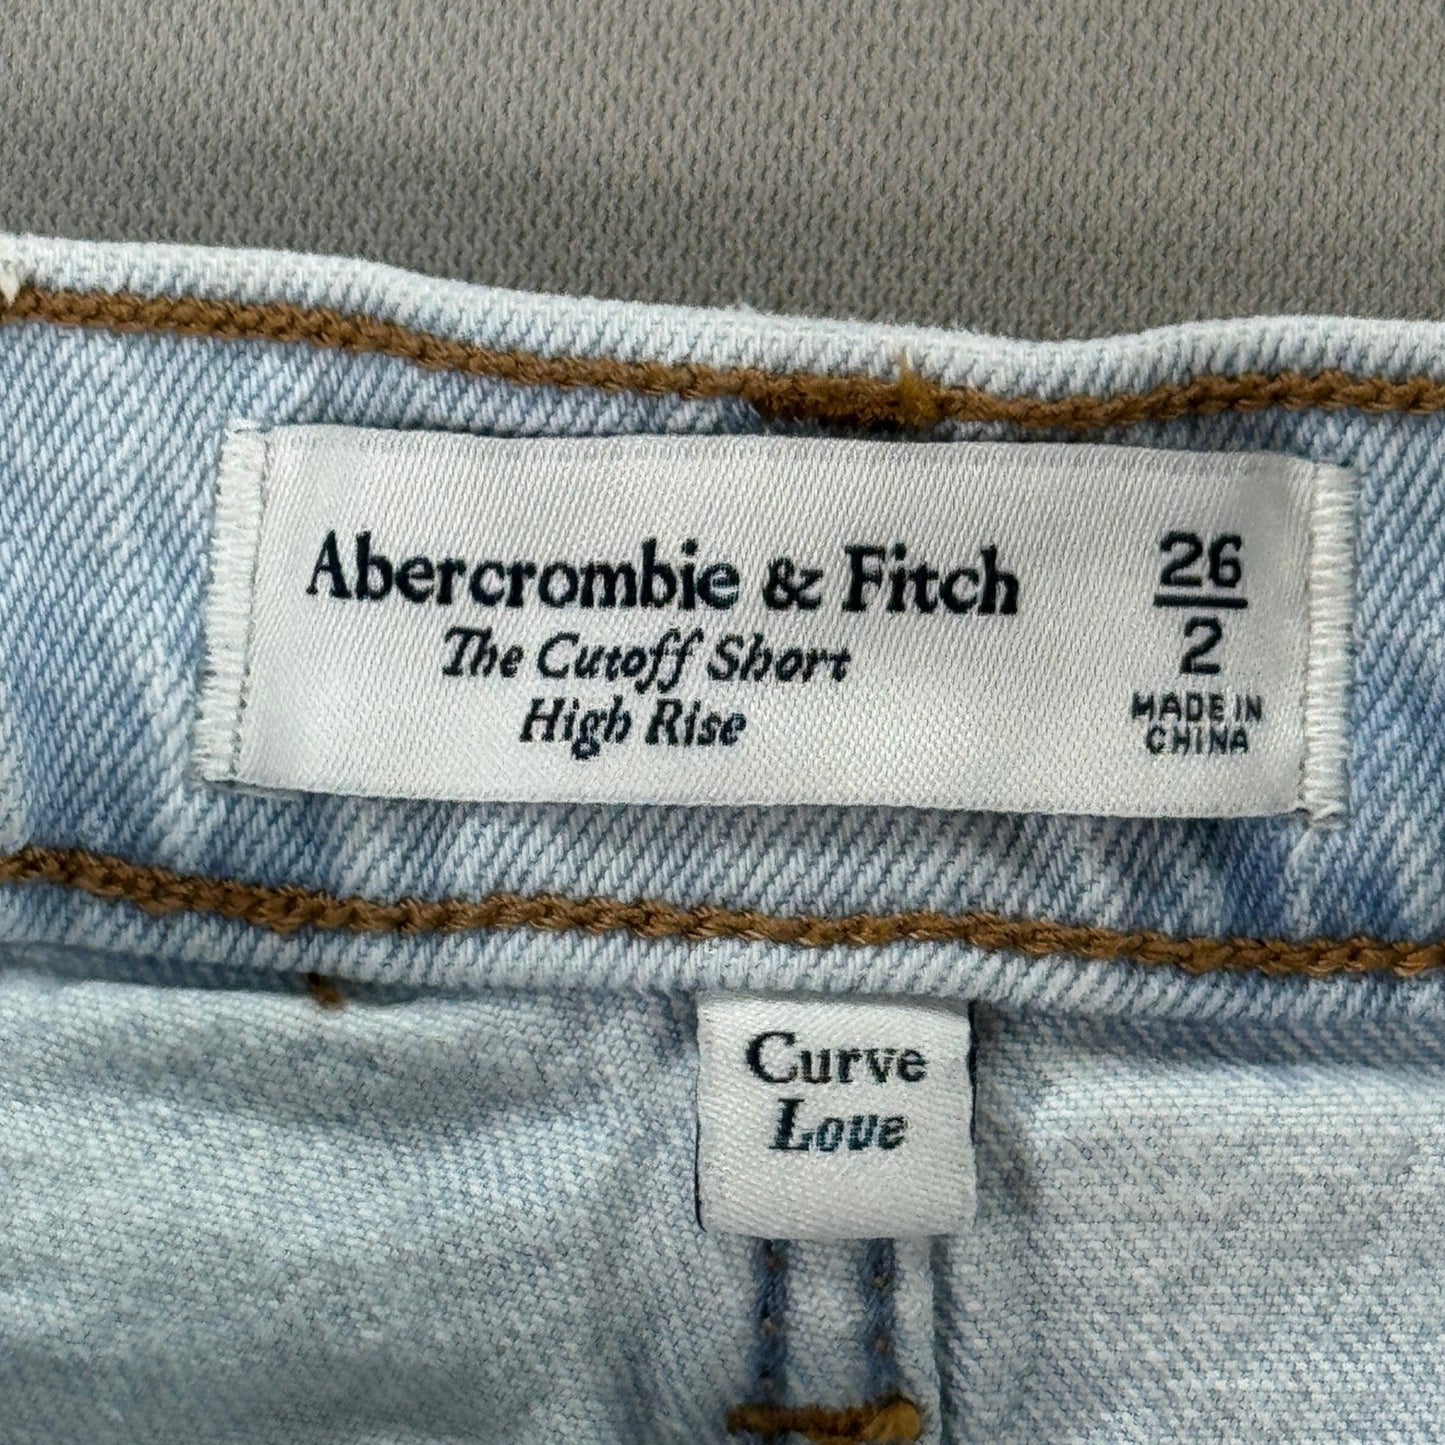 Abercrombie & Fitch
The Cutoff Short
High Rise
26
2
MADE IN
CHINA
Curve
Love